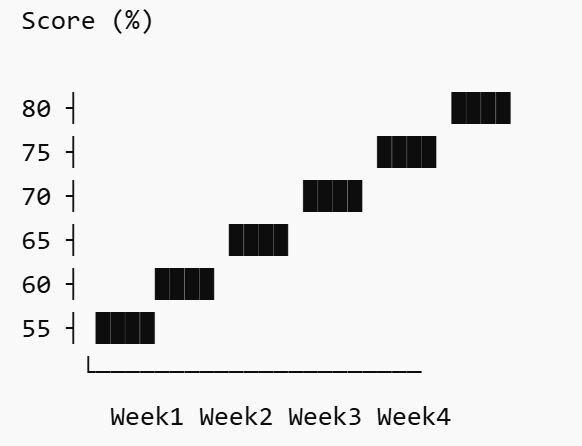 Score (%)
80 ┤                         ████
75 ┤                    ████
70 ┤               ████
65 ┤          ████
60 ┤     ████
55 ┤ ████
└──────────────────────
Week1 Week2 Week3 Week4